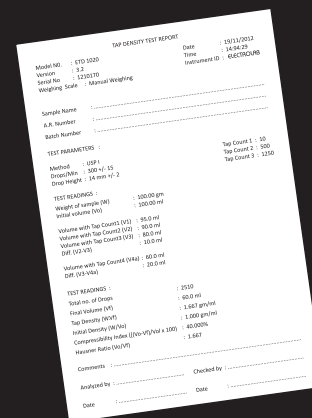 TAP DENSITY TEST REPORT
Model NO. : ETD 1020 Date : 19/11/2012
Version : 3.2 Time : 14:94:29
Serial No : 1210170 Instrument ID : ELECTROLAB
Weighing Scale : Manual Weighing
Sample Name :
A.R. Number :
Batch Number :
TEST PARAMETERS :
Method : USP I Tap Count 1 : 10
Drops/Min : 300 +/- 15 Tap Count 2 : 500
Drop Height : 14 mm +/- 2 Tap Count 3 : 1250
TEST READINGS :
Weight of sample (W) : 100.00 gm
Initial volume (Vo) : 100.00 ml
Volume with Tap Count1 (V1) : 95.0 ml
Volume with Tap Count2 (V2) : 90.0 ml
Volume with Tap Count3 (V3) : 80.0 ml
Diff. (V2-V3) : 10.0 ml
Volume with Tap Count4 (V4a) : 60.0 ml
Diff. (V3-V4a) : 20.0 ml
TEST READINGS :
Total no. of Drops : 2510
Final Volume (Vf) : 60.0 ml
Tap Density (W/Vf) : 1.667 gm/ml
Initial Density (W/Vo) : 1.000 gm/ml
Compressibility Index ((Vo-Vf)/Vol x 100) : 40.000%
Hausner Ratio (Vo/Vf) : 1.667
Comments :
Analyzed by : Checked by :
Date : Date :